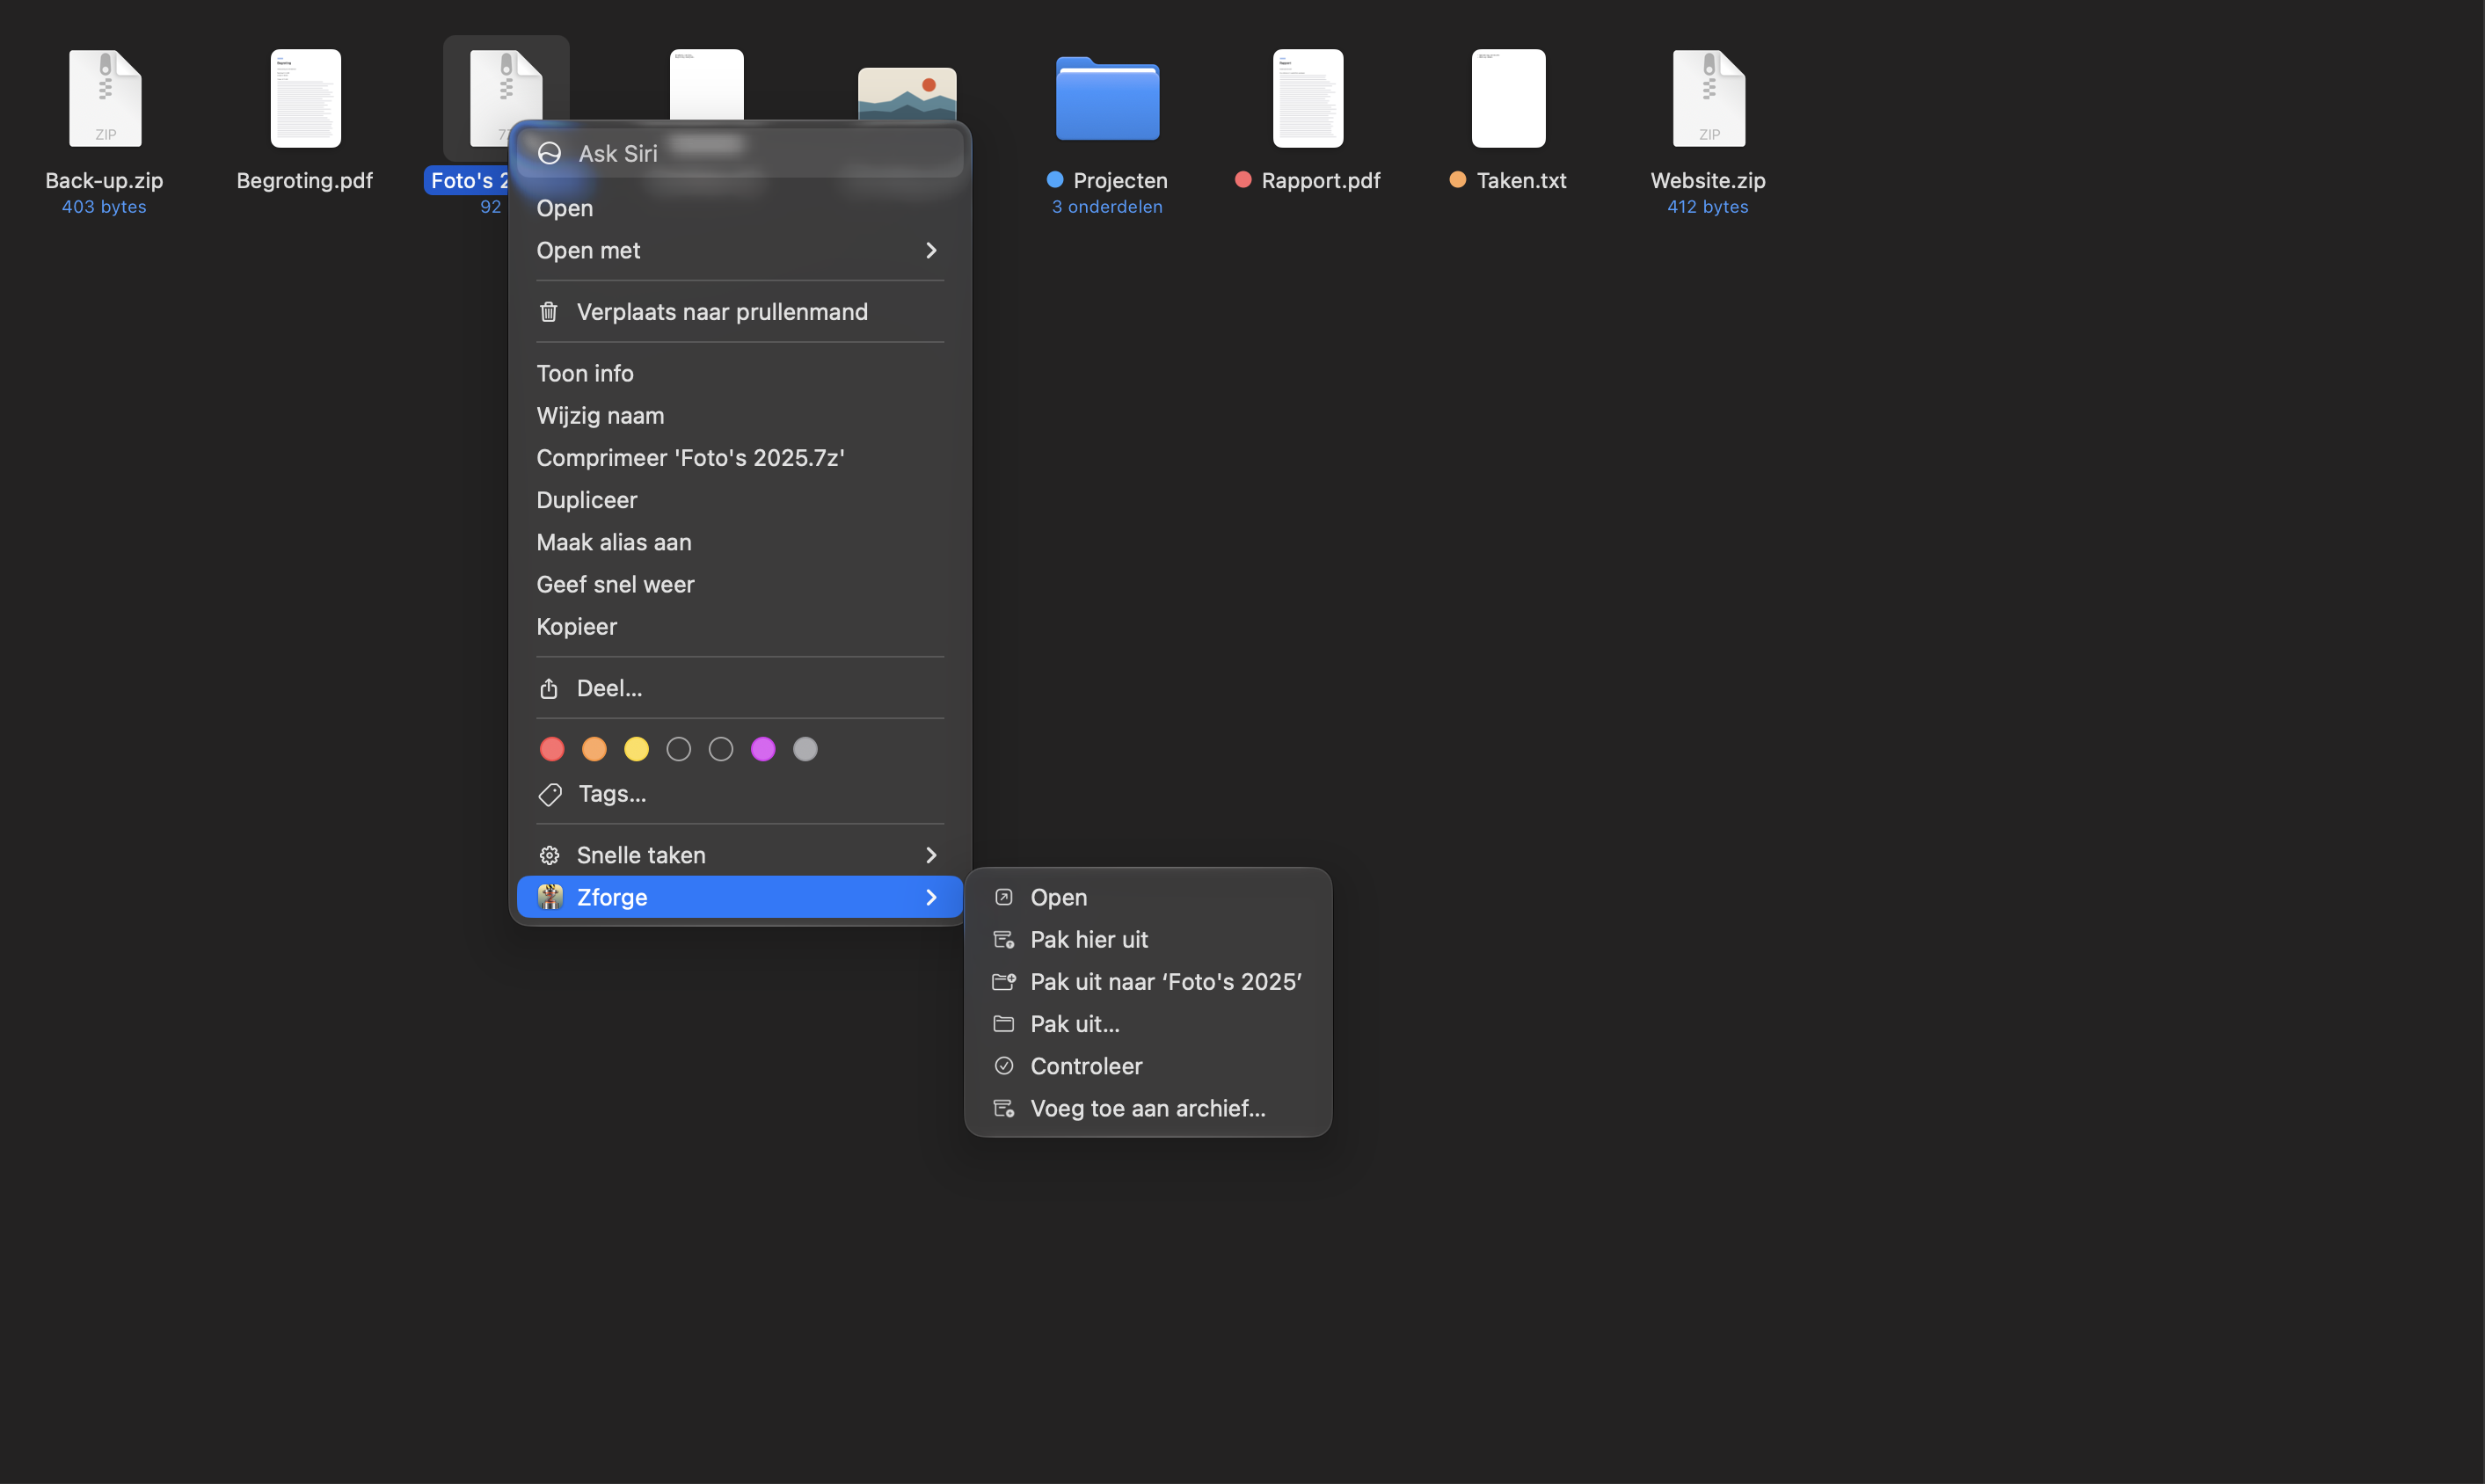 ZIP
Back-up.zip
403 bytes
Begroting.pdf
Foto's
92
Projecten
3 onderdelen
Rapport.pdf
Taken.txt
ZIP
Website.zip
412 bytes
Ask Siri
Open
Open met
Verplaats naar prullenmand
Toon info
Wijzig naam
Comprimeer 'Foto's 2025.7z'
Dupliceer
Maak alias aan
Geef snel weer
Kopieer
Deel...
Tags...
Snelle taken
Zforge
Open
Pak hier uit
Pak uit naar ‘Foto's 2025’
Pak uit...
Controleer
Voeg toe aan archief...